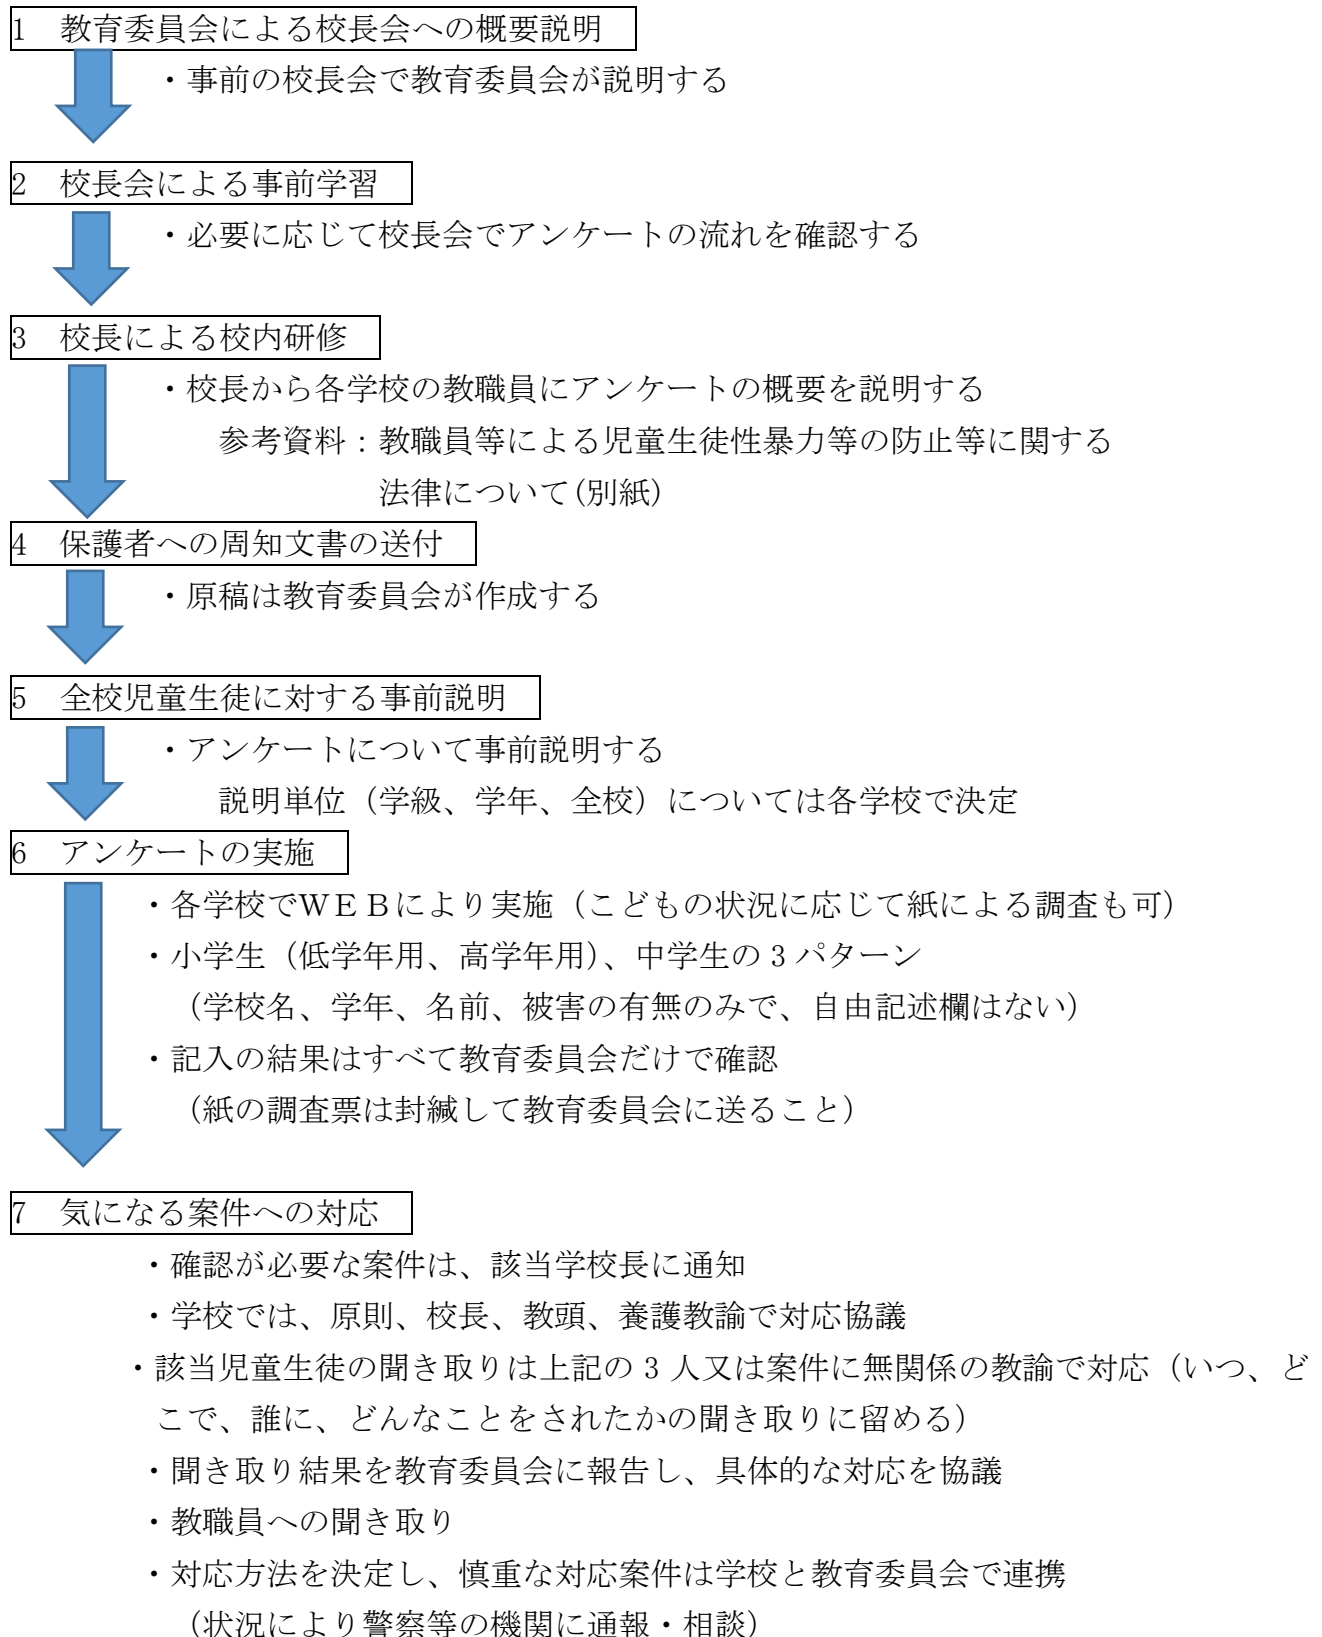 1　教育委員会による校長会への概要説明
・事前の校長会で教育委員会が説明する
2　校長会による事前学習
・必要に応じて校長会でアンケートの流れを確認する
3　校長による校内研修
・校長から各学校の教職員にアンケートの概要を説明する
参考資料：教職員等による児童生徒性暴力等の防止等に関する
法律について(別紙)
4　保護者への周知文書の送付
・原稿は教育委員会が作成する
5　全校児童生徒に対する事前説明
・アンケートについて事前説明する
説明単位（学級、学年、全校）については各学校で決定
6　アンケートの実施
・各学校でＷＥＢにより実施（こどもの状況に応じて紙による調査も可）
・小学生（低学年用、高学年用）、中学生の3パターン
（学校名、学年、名前、被害の有無のみで、自由記述欄はない）
・記入の結果はすべて教育委員会だけで確認
（紙の調査票は封緘して教育委員会に送ること）
7　気になる案件への対応
・確認が必要な案件は、該当学校長に通知
・学校では、原則、校長、教頭、養護教諭で対応協議
・該当児童生徒の聞き取りは上記の3人又は案件に無関係の教諭で対応（いつ、ど
こで、誰に、どんなことをされたかの聞き取りに留める）
・聞き取り結果を教育委員会に報告し、具体的な対応を協議
・教職員への聞き取り
・対応方法を決定し、慎重な対応案件は学校と教育委員会で連携
（状況により警察等の機関に通報・相談）